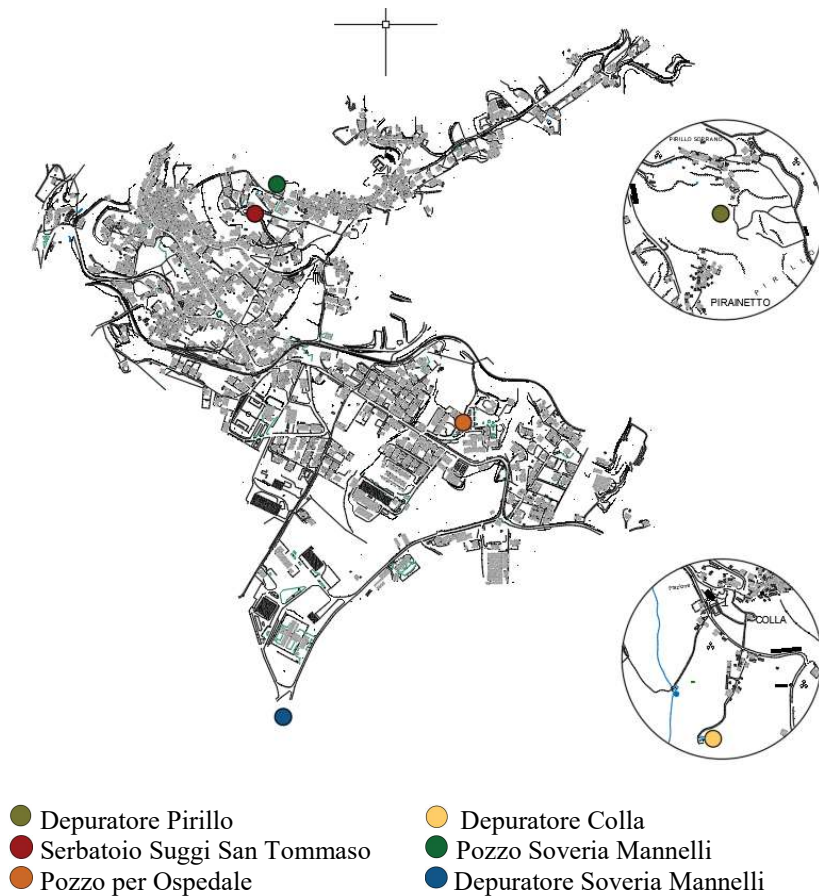 PIRILLO SOPRANO
PIRILLO
PIRAINETTO
COLLA
Depuratore Pirillo
Serbatoio Suggi San Tommaso
Pozzo per Ospedale
Depuratore Colla
Pozzo Soveria Mannelli
Depuratore Soveria Mannelli